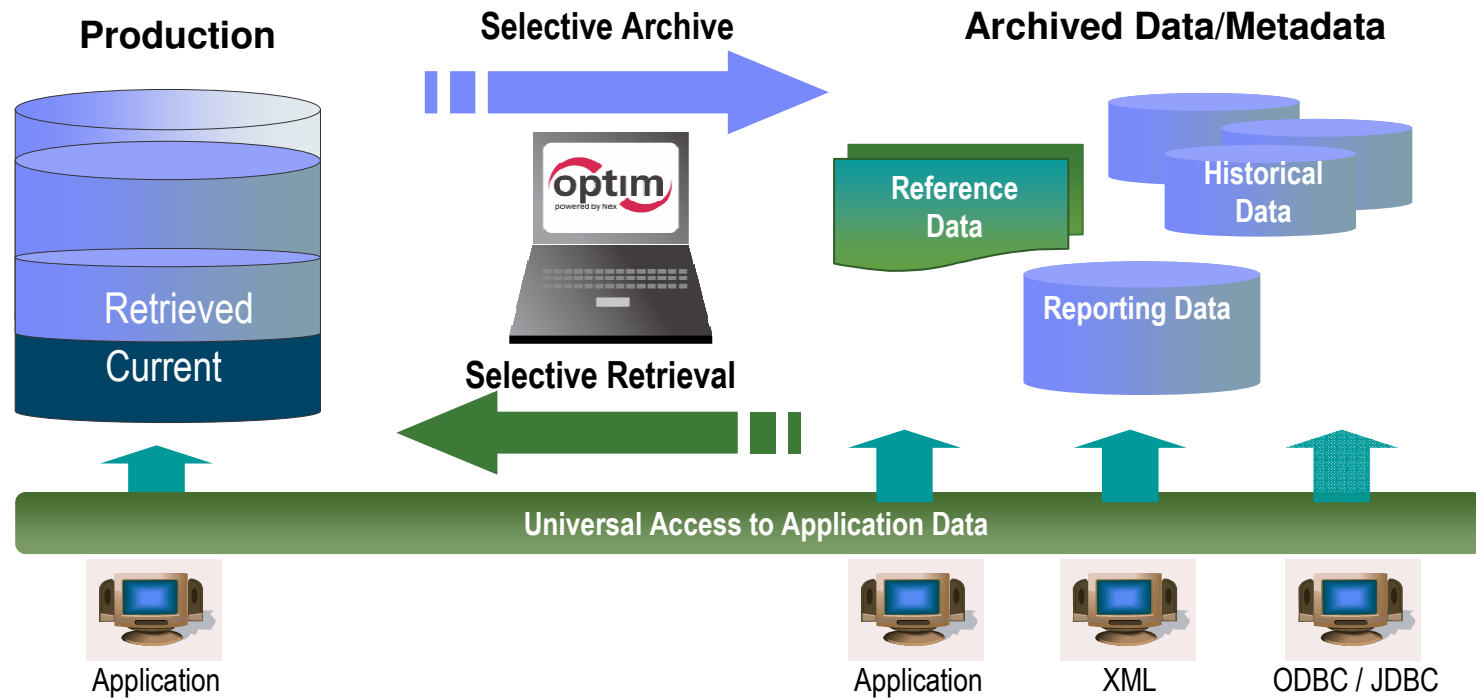 Production
Selective Archive
Archived Data/Metadata
optim
powered by Nex
Reference
Data
Historical
Data
Reporting Data
Retrieved
Current
Selective Retrieval
Universal Access to Application Data
Application
Application
XML
ODBC / JDBC